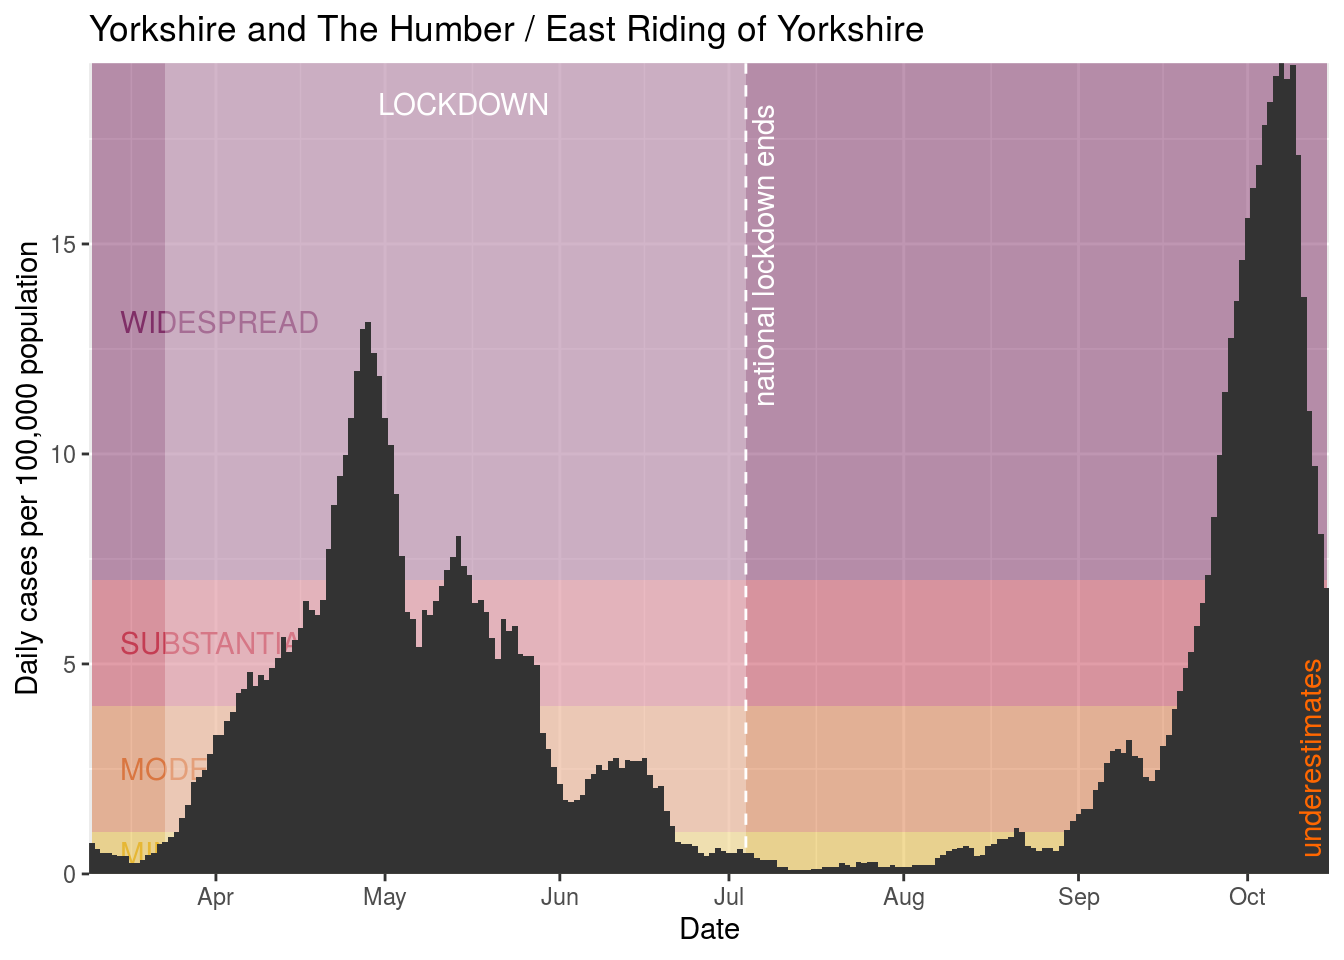 Yorkshire and The Humber / East Riding of Yorkshire
LOCKDOWN
national lockdown ends
WIDESPREAD
SUBSTANTIA
MODE
MI
underestimates
Daily cases per 100,000 population
15
10
5
0
Apr
May
Jun
Jul
Aug
Sep
Oct
Date